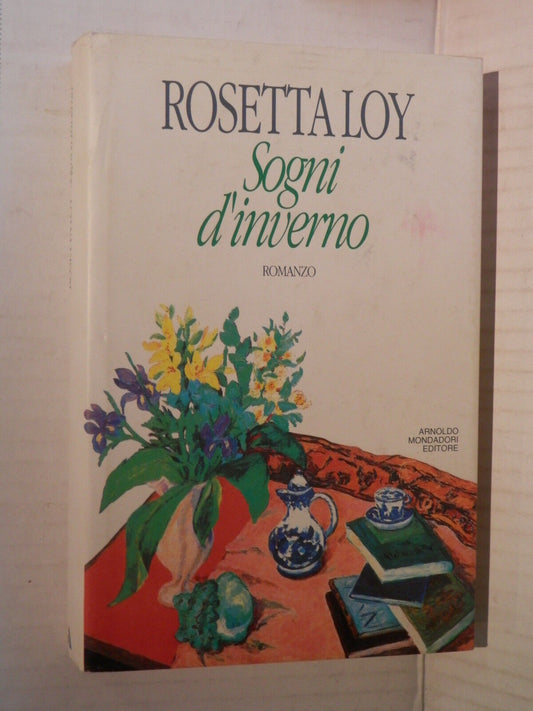 ROSETTA LOY
Sogni
d'inverno
ROMANZO
ARNOLDO
MONDADORI
EDITORE